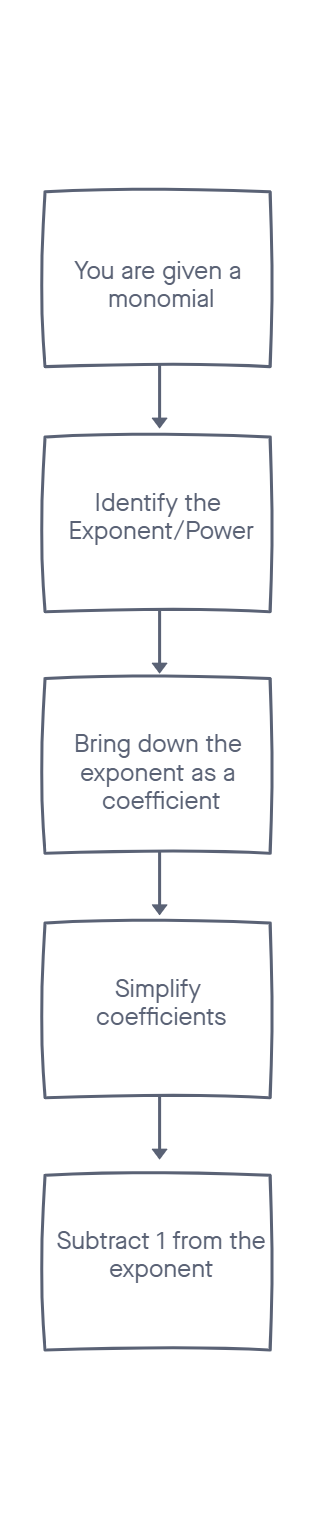 You are given a
monomial
Identify the
Exponent/Power
Bring down the
exponent as a
coefficient
Simplify
coefficients
Subtract 1 from the
exponent